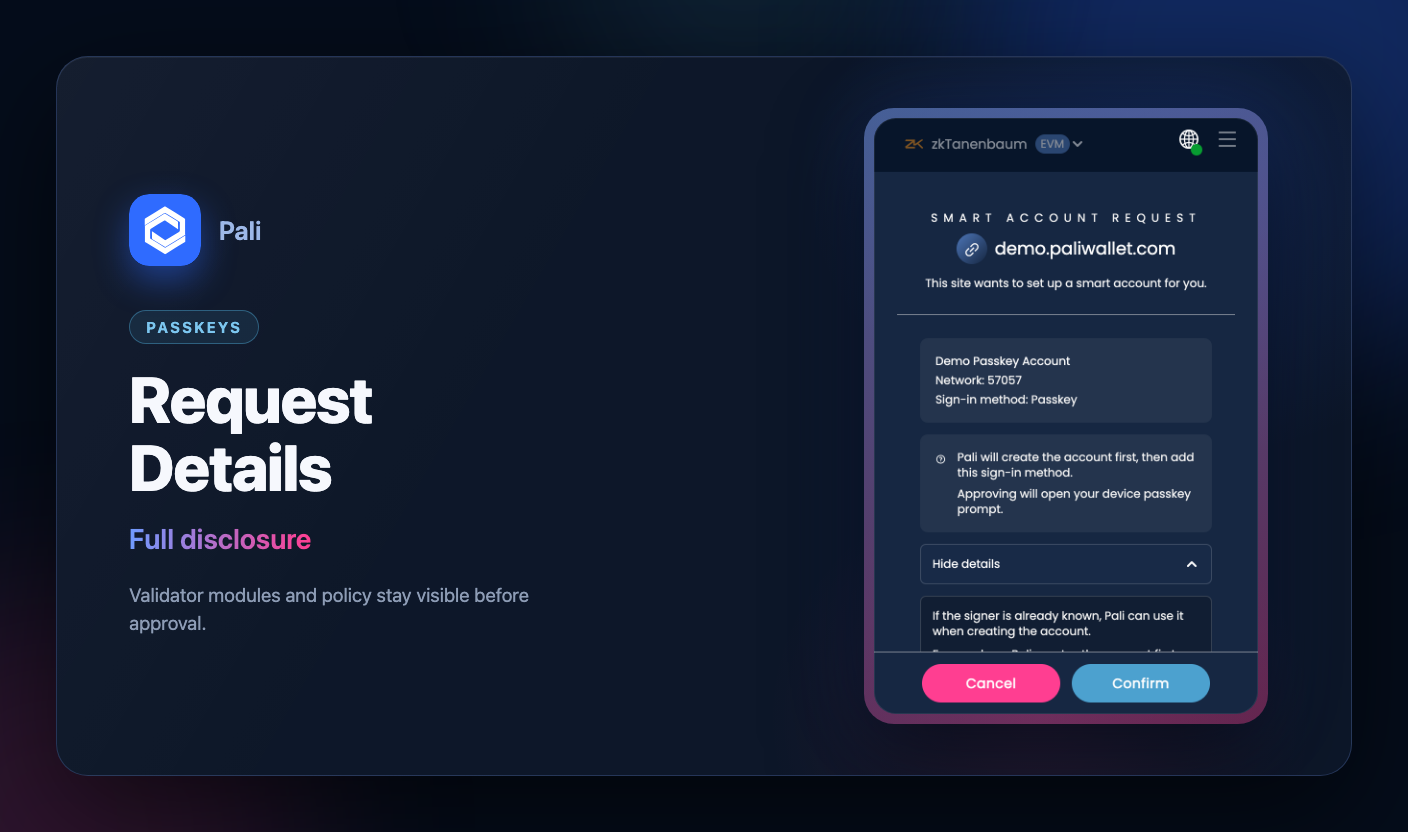 Pali
PASSKEYS
Request
Details
Full disclosure
Validator modules and policy stay visible before
approval.
zkTanenbaum EVM
SMART ACCOUNT REQUEST
demo.paliwallet.com
This site wants to set up a smart account for you.
Demo Passkey Account
Network: 57057
Sign-in method: Passkey
Pali will create the account first, then add
this sign-in method.
Approving will open your device passkey
prompt.
Hide details
If the signer is already known, Pali can use it
when creating the account.
Cancel Confirm